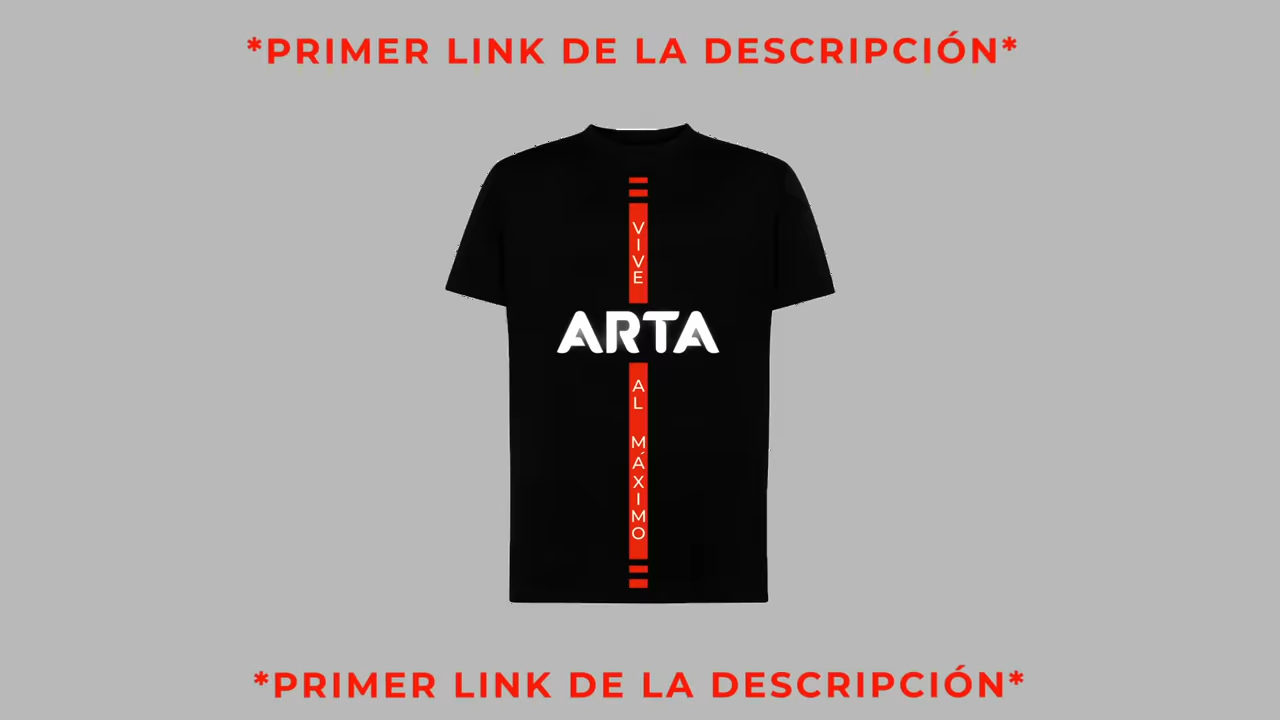 *PRIMER LINK DE LA DESCRIPCIÓN*
VIVE
ARTA
AL MÁXIMO
*PRIMER LINK DE LA DESCRIPCIÓN*